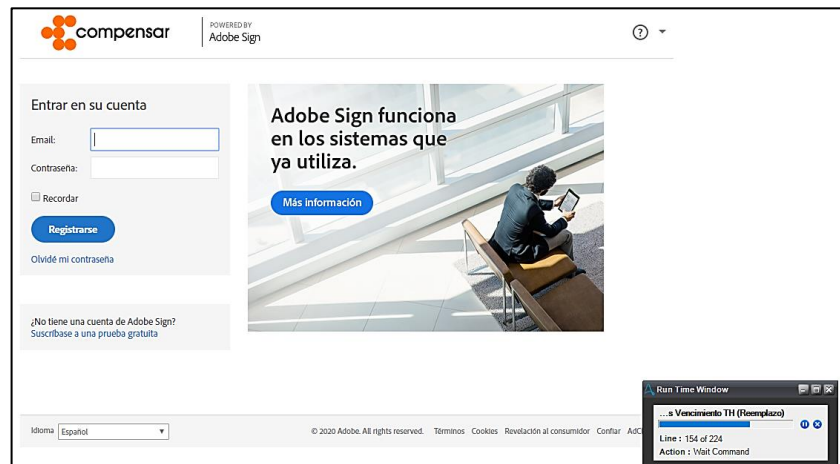 compensar
POWERED BY
Adobe Sign
Entrar en su cuenta
Email:
Contraseña:
Recordar
Registrarse
Olvidé mi contraseña
¿No tiene una cuenta de Adobe Sign?
Suscríbase a una prueba gratuita
Adobe Sign funciona
en los sistemas que
ya utiliza.
Más información
Idioma Español
© 2020 Adobe. All rights reserved. Términos Cookies Revelación al consumidor Confiar AdC
Run Time Window
...s Vencimiento TH (Reemplazo)
Line : 154 of 224
Action : Wait Command